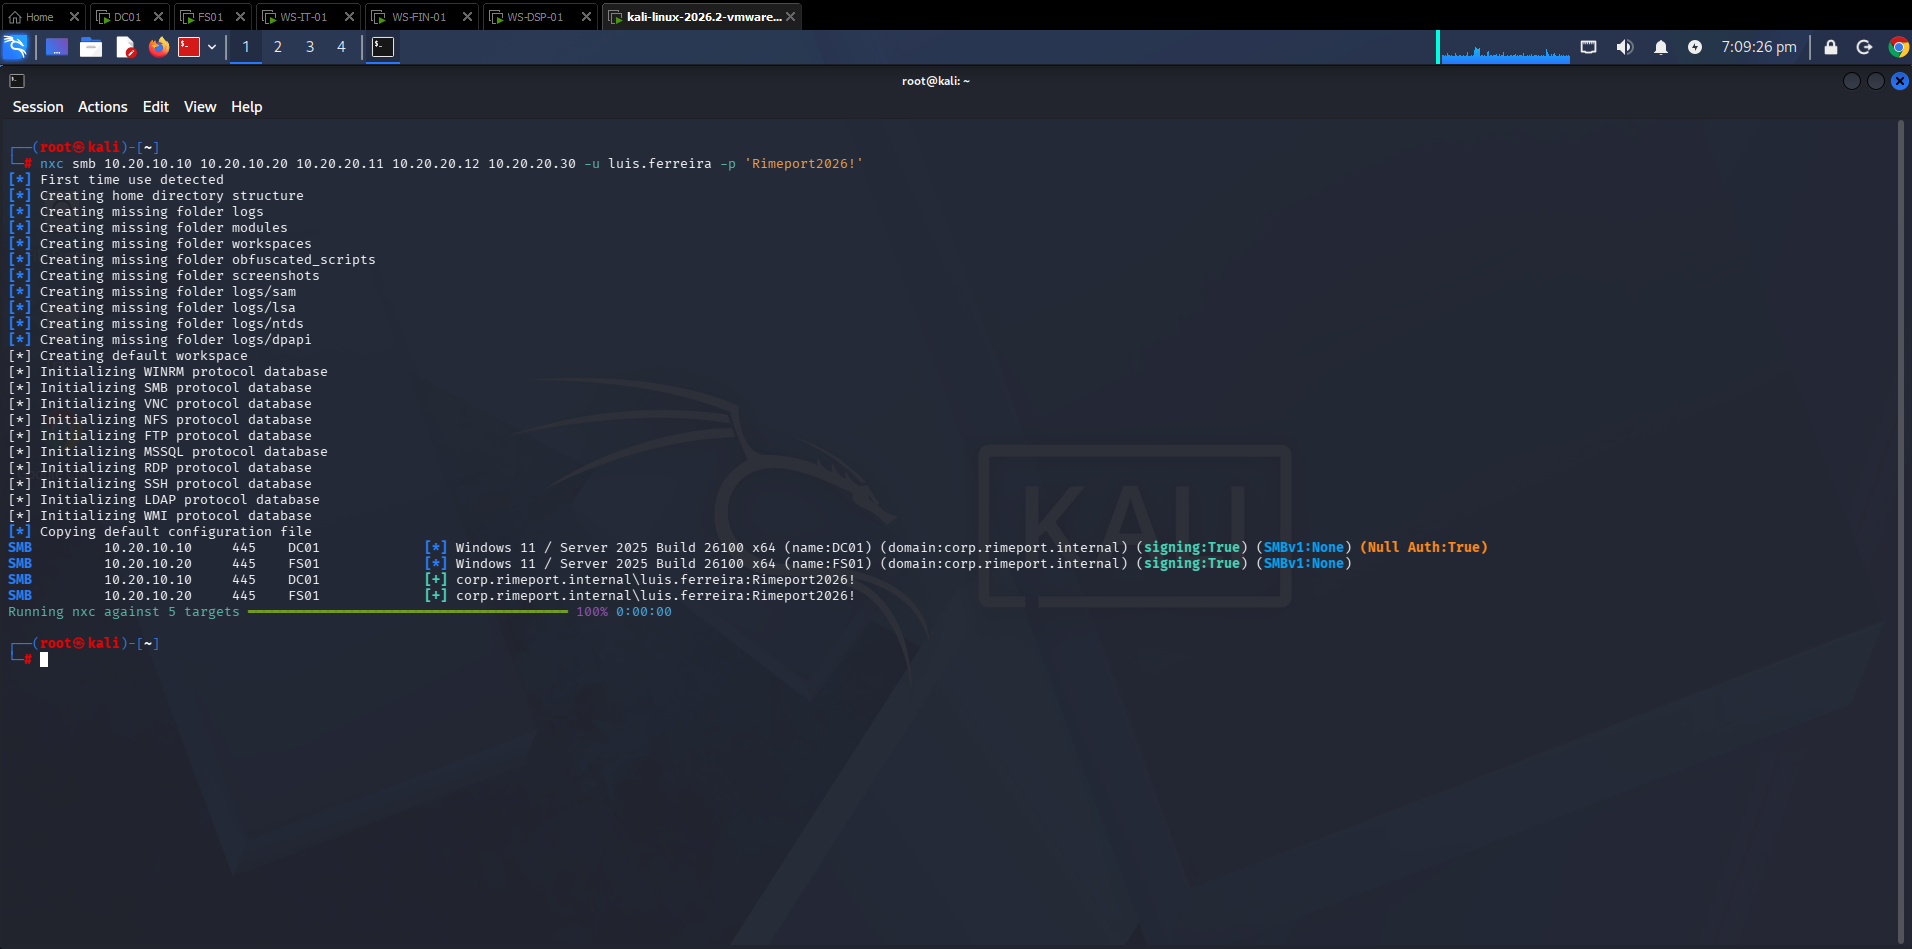 Home DC01 FS01 WS-IT-01 WS-FIN-01 WS-DSP-01 kali-linux-2026.2-vmware...
1 2 3 4 7:09:26 pm
root@kali: ~
Session Actions Edit View Help
┌──(root㉿kali)-[~]
└─# nxc smb 10.20.10.10 10.20.10.20 10.20.20.11 10.20.20.12 10.20.20.30 -u luis.ferreira -p 'Rimeport2026!'
[*] First time use detected
[*] Creating home directory structure
[*] Creating missing folder logs
[*] Creating missing folder modules
[*] Creating missing folder workspaces
[*] Creating missing folder obfuscated_scripts
[*] Creating missing folder screenshots
[*] Creating missing folder logs/sam
[*] Creating missing folder logs/lsa
[*] Creating missing folder logs/ntds
[*] Creating missing folder logs/dpapi
[*] Creating default workspace
[*] Initializing WINRM protocol database
[*] Initializing SMB protocol database
[*] Initializing VNC protocol database
[*] Initializing NFS protocol database
[*] Initializing FTP protocol database
[*] Initializing MSSQL protocol database
[*] Initializing RDP protocol database
[*] Initializing SSH protocol database
[*] Initializing LDAP protocol database
[*] Initializing WMI protocol database
[*] Copying default configuration file
SMB 10.20.10.10 445 DC01 [*] Windows 11 / Server 2025 Build 26100 x64 (name:DC01) (domain:corp.rimeport.internal) (signing:True) (SMBv1:None) (Null Auth:True)
SMB 10.20.10.20 445 FS01 [*] Windows 11 / Server 2025 Build 26100 x64 (name:FS01) (domain:corp.rimeport.internal) (signing:True) (SMBv1:None)
SMB 10.20.10.10 445 DC01 [+] corp.rimeport.internal\luis.ferreira:Rimeport2026!
SMB 10.20.10.20 445 FS01 [+] corp.rimeport.internal\luis.ferreira:Rimeport2026!
Running nxc against 5 targets 100% 0:00:00
┌──(root㉿kali)-[~]
└─#
KALI